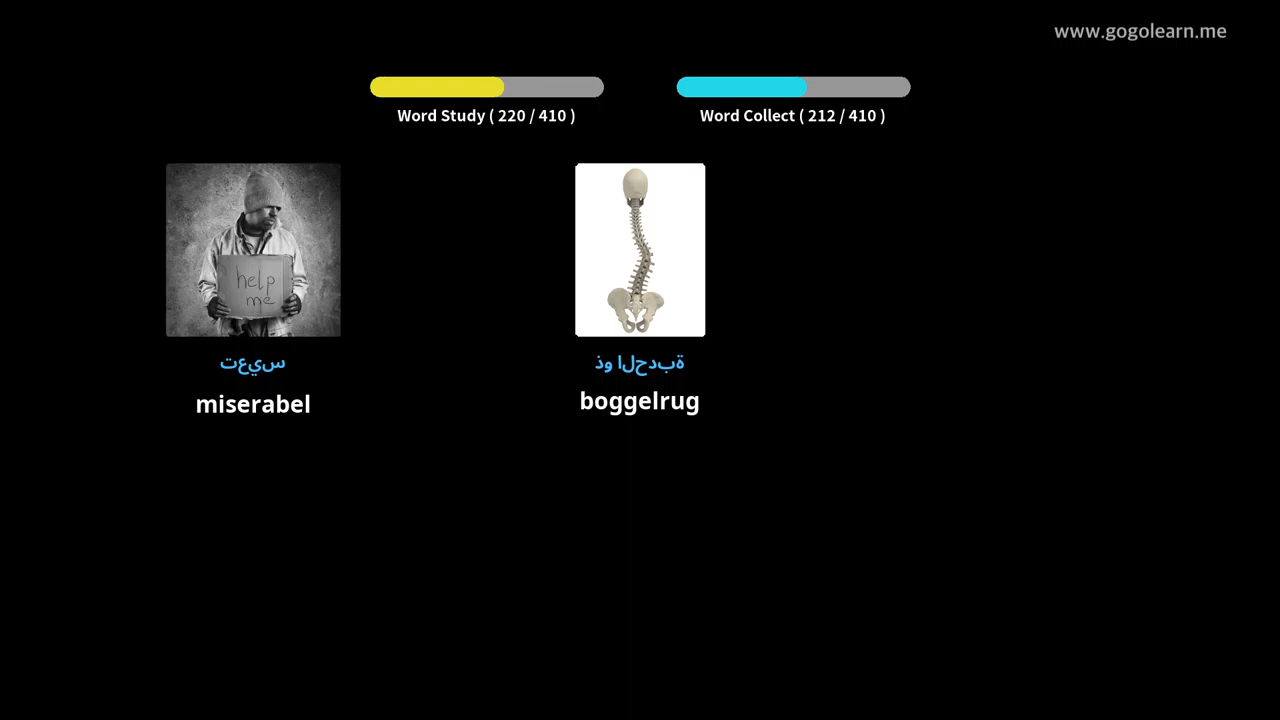 www.gogolearn.me
Word Study ( 220 / 410 )
Word Collect ( 212 / 410 )
help
me
تعيس
miserabel
ذو الحدبة
boggelrug